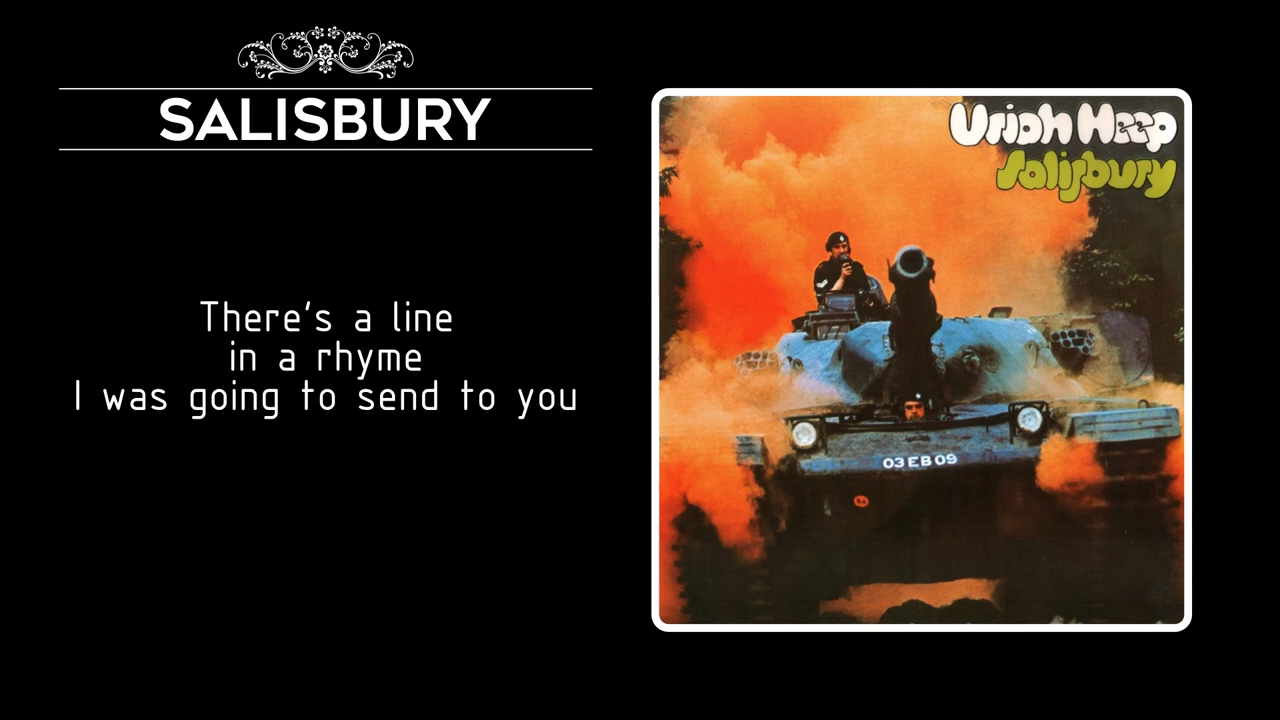 SALISBURY
There's a line
in a rhyme
I was going to send to you
Uriah Heep
Salisbury
03EB09